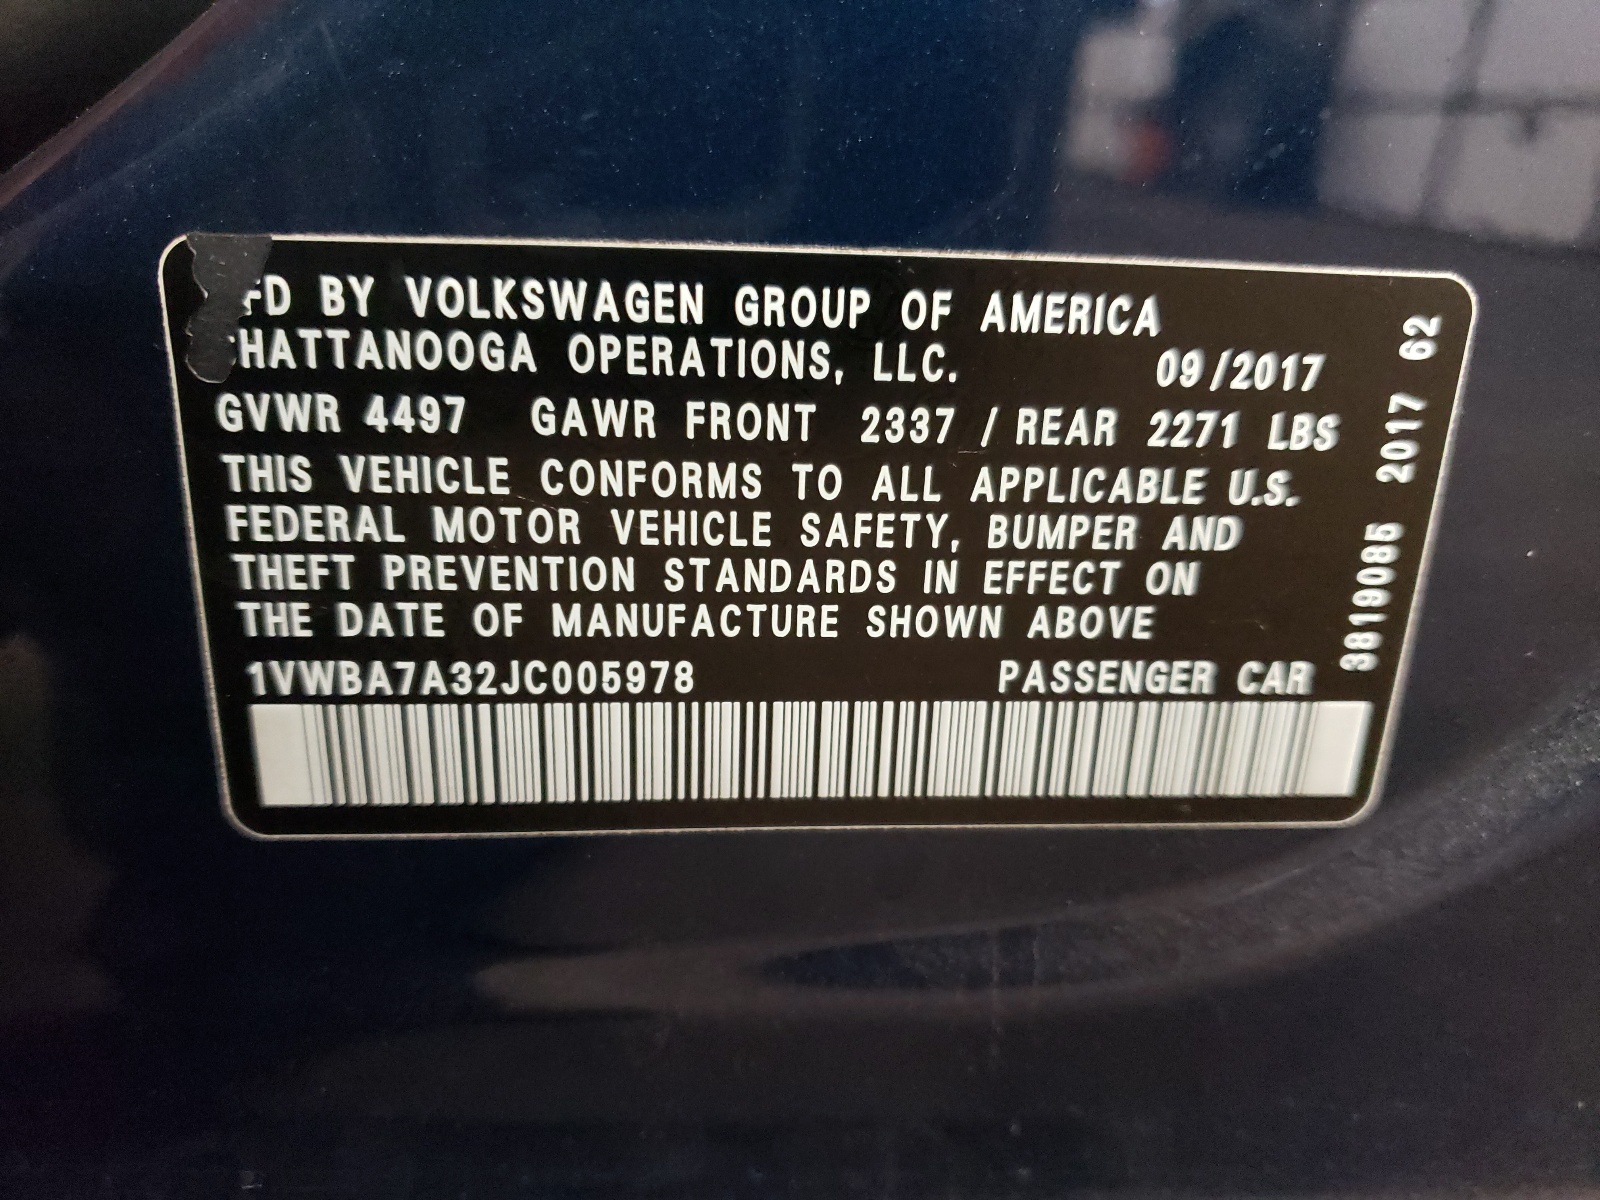 FD BY VOLKSWAGEN GROUP OF AMERICA
HATTANOOGA OPERATIONS, LLC. 09/2017
GVWR 4497 GAWR FRONT 2337 / REAR 2271 LBS
THIS VEHICLE CONFORMS TO ALL APPLICABLE U.S.
FEDERAL MOTOR VEHICLE SAFETY, BUMPER AND
THEFT PREVENTION STANDARDS IN EFFECT ON
THE DATE OF MANUFACTURE SHOWN ABOVE
1VWBA7A32JC005978 PASSENGER CAR
3819085 2017 62